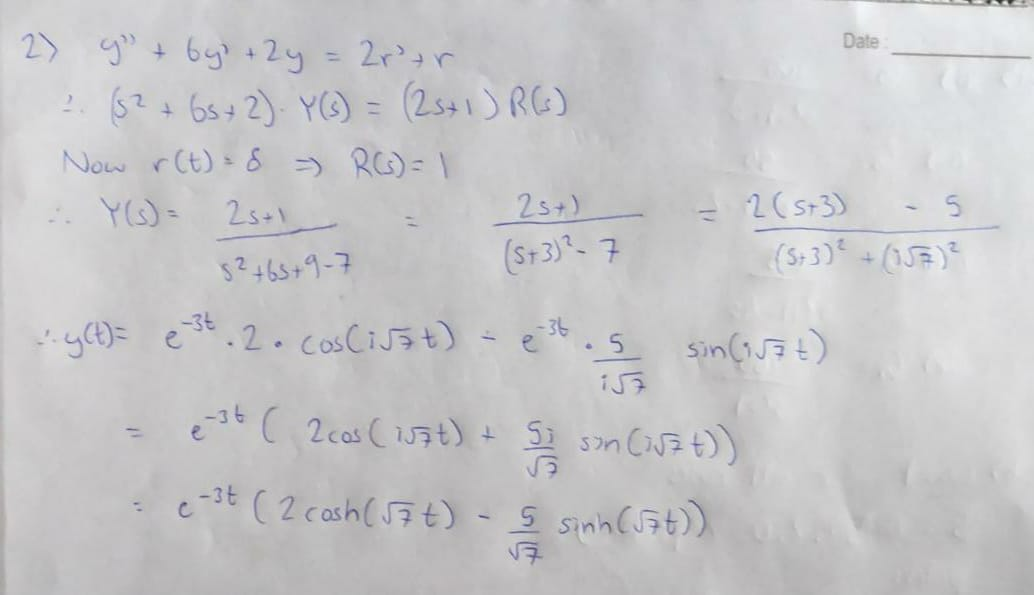 Date:
2) y'' + 6y' + 2y = 2r' + r
∴ (s² + 6s + 2) · Y(s) = (2s+1) R(s)
Now r(t) = δ ⇒ R(s) = 1
∴ Y(s) = (2s+1)/(s²+6s+9-7) = (2s+1)/((s+3)² - 7) = (2(s+3) - 5)/((s+3)² + (i√7)²)
∴ y(t) = e^(-3t) · 2 · cos(i√7t) - e^(-3t) · 5/(i√7) sin(i√7t)
= e^(-3t) ( 2cos(i√7t) + 5i/√7 sin(i√7t))
= e^(-3t) ( 2cosh(√7t) - 5/√7 sinh(√7t))